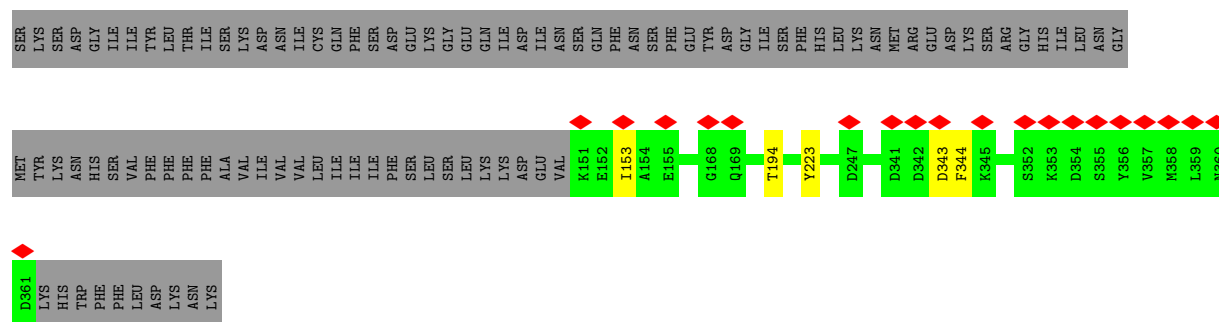 SER LYS SER ASP GLY ILE ILE TYR LEU THR ILE SER LYS ASP ASN ILE CYS GLN PHE SER ASP GLU LYS GLY GLU GLN ILE ASP ILE ASN SER GLN PHE ASN SER PHE GLU TYR ASP GLY ILE SER PHE HIS LEU LYS ASN MET ARG GLU ASP LYS SER ARG GLY HIS ILE LEU ASN GLY
MET TYR LYS ASN HIS SER VAL PHE PHE PHE PHE ALA VAL ILE VAL VAL LEU ILE ILE ILE PHE SER LEU SER LEU LYS LYS ASP GLU VAL K151 E152 I153 A154 E155 G168 Q169 T194 Y223 D247 D341 D342 D343 F344 K345 S352 K353 D354 S355 Y356 V357 M358 L359 N360
D361 LYS HIS TRP PHE PHE LEU ASP LYS ASN LYS